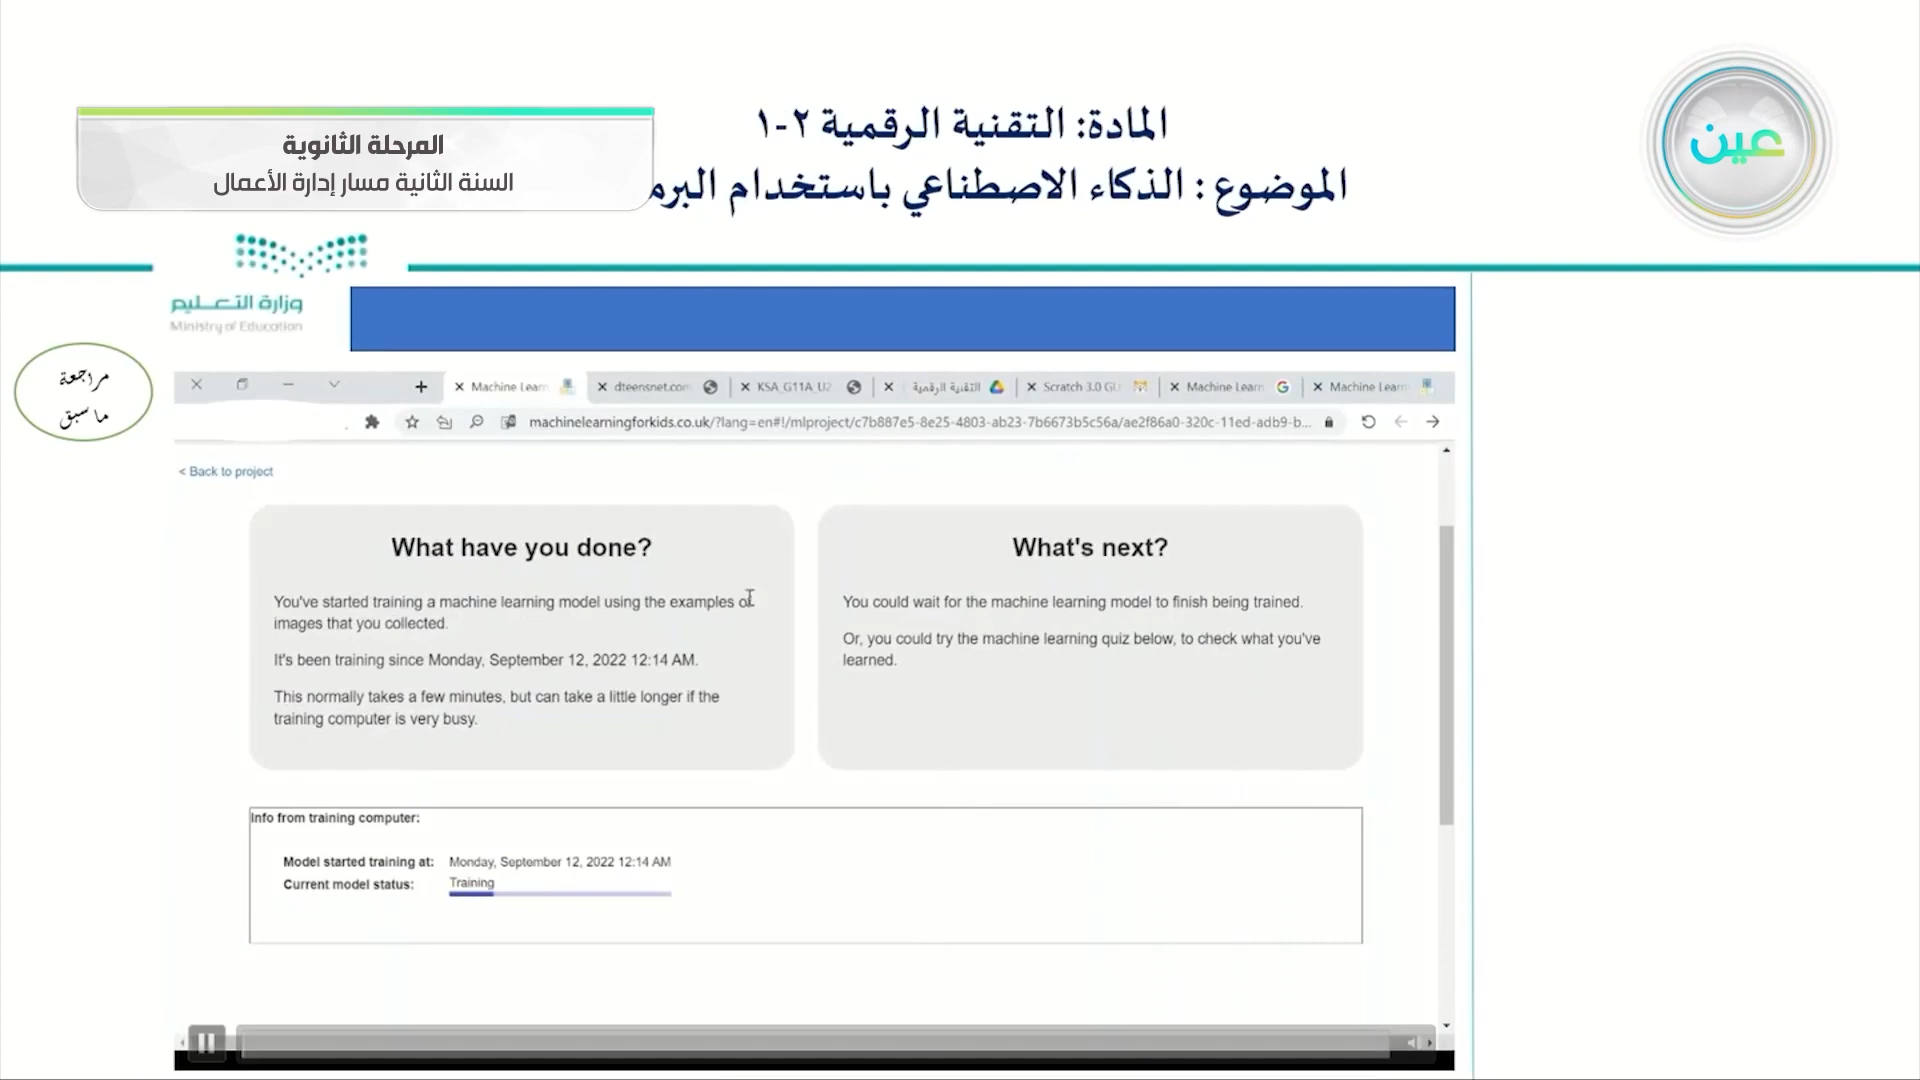 المادة: التقنية الرقمية ٢-١
الموضوع : الذكاء الاصطناعي باستخدام
المرحلة الثانوية
السنة الثانية مسار إدارة الأعمال
عين
وزارة التعليم
Ministry of Education
مراجعة
ما سبق
Machine Learn
dteensnet.com
KSA_G11A_U2
التقنية الرقمية
Scratch 3.0 GU
Machine Learn
Machine Learn
machinelearningforkids.co.uk/?lang=en#!/mlproject/c7b887e5-8e25-4803-ab23-7b6673b5c56a/ae2f86a0-320c-11ed-adb9-b...
< Back to project
What have you done?
You've started training a machine learning model using the examples of
images that you collected.
It's been training since Monday, September 12, 2022 12:14 AM.
This normally takes a few minutes, but can take a little longer if the
training computer is very busy.
What's next?
You could wait for the machine learning model to finish being trained.
Or, you could try the machine learning quiz below, to check what you've
learned.
Info from training computer:
Model started training at: Monday, September 12, 2022 12:14 AM
Current model status: Training